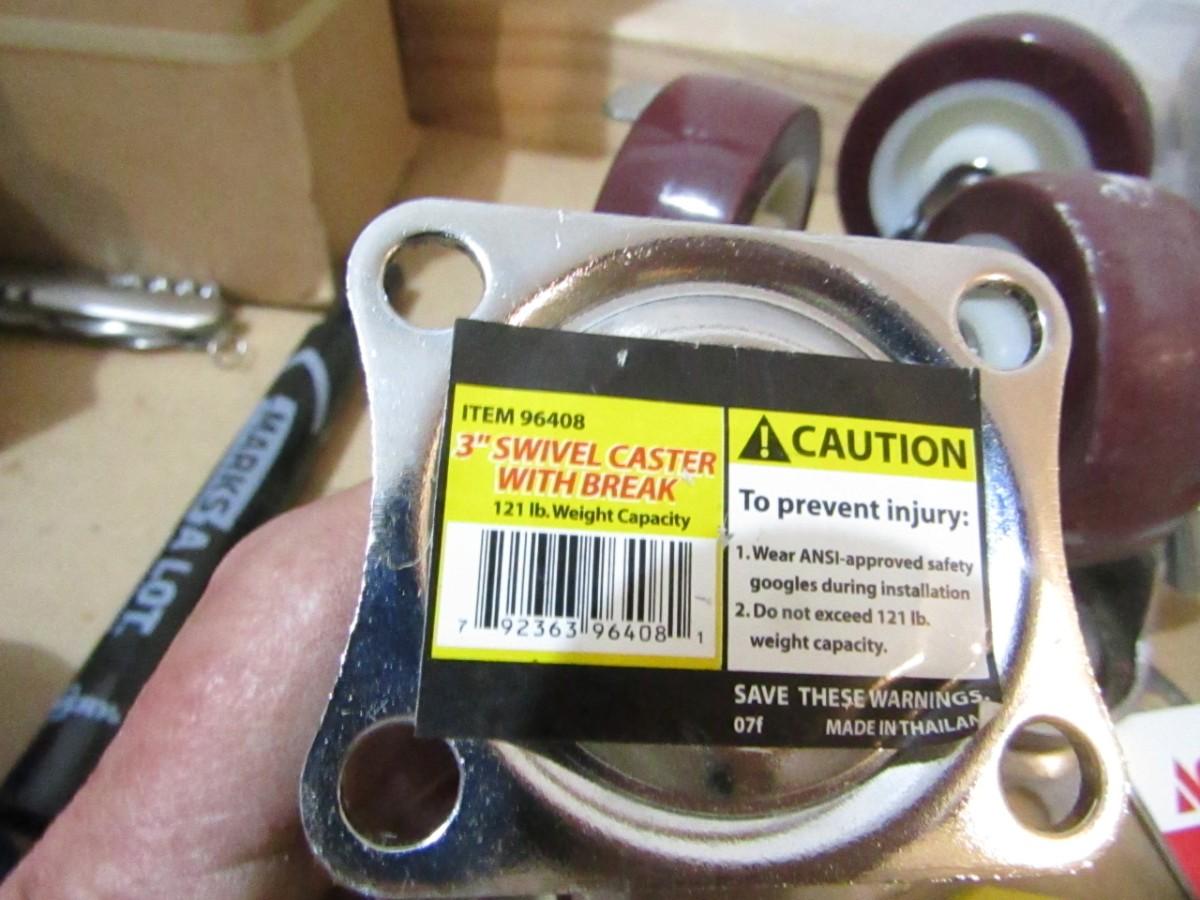 ITEM 96408
3" SWIVEL CASTER
WITH BREAK
121 lb. Weight Capacity
7 92363 96408 1
CAUTION
To prevent injury:
1. Wear ANSI-approved safety
googles during installation
2. Do not exceed 121 lb.
weight capacity.
SAVE THESE WARNINGS.
07f MADE IN THAILAN
MARKS A LOT.